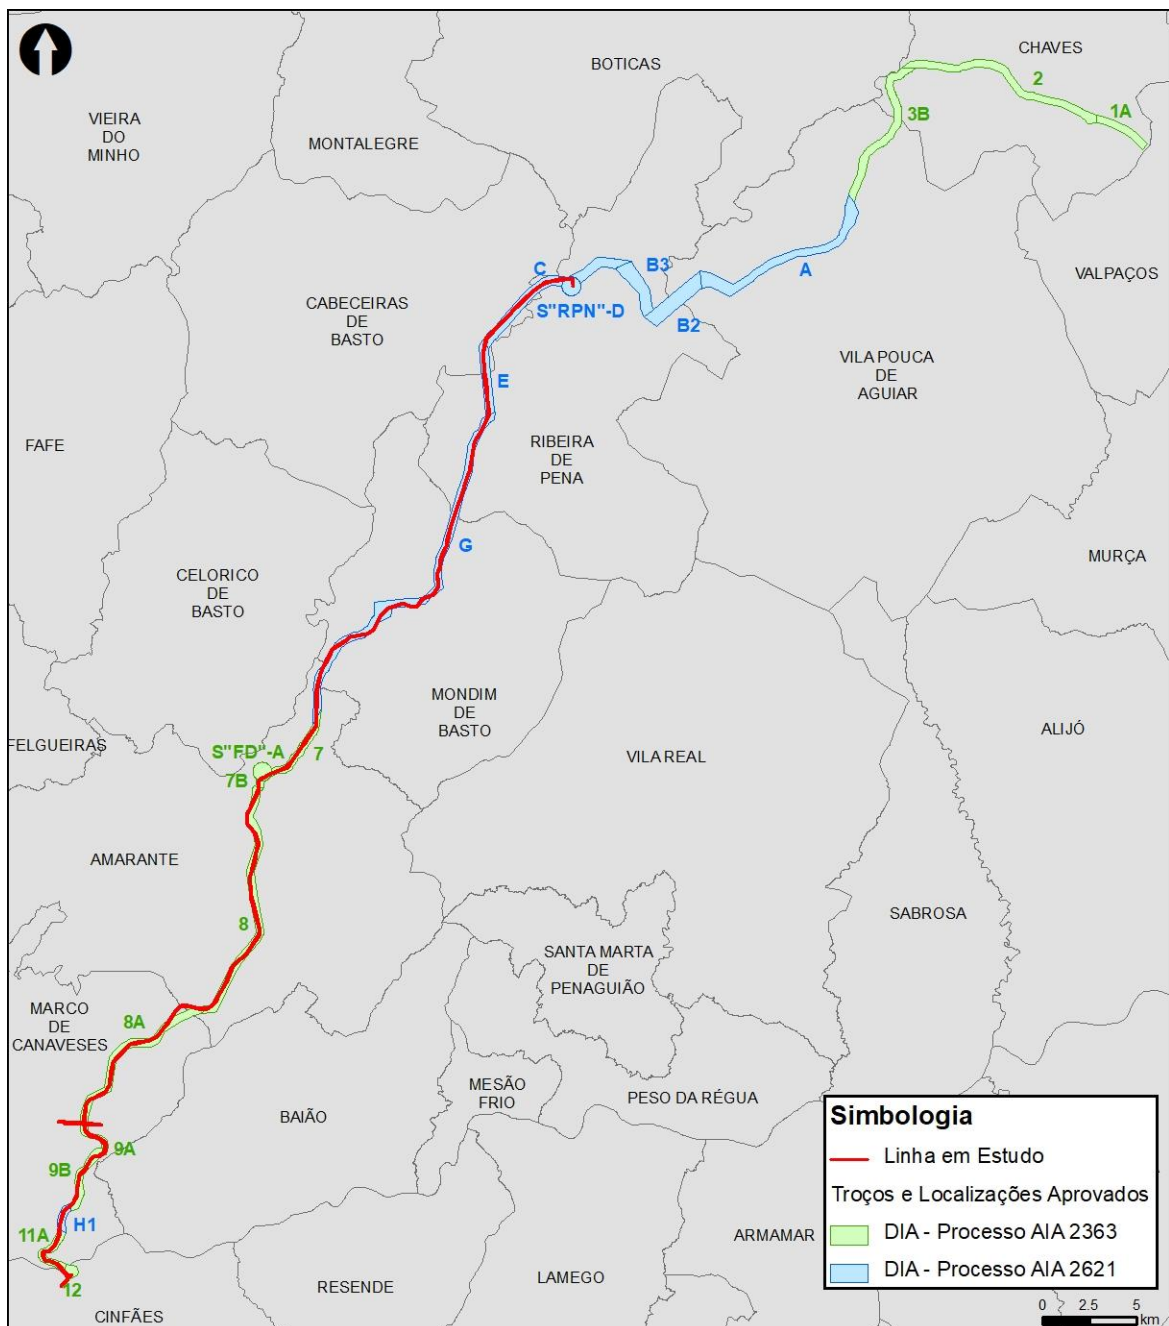 CHAVES
BOTICAS
2
1A
3B
VIEIRA
DO
MINHO
MONTALEGRE
C
B3
A
VALPAÇOS
S"RPN"-D
CABECEIRAS
DE
BASTO
B2
VILA POUCA
DE
AGUIAR
E
FAFE
RIBEIRA
DE
PENA
G
MURÇA
CELORICO
DE
BASTO
MONDIM
DE
BASTO
ALIJÓ
FELGUEIRAS
S"FD"-A
7
VILA REAL
7B
AMARANTE
SABROSA
8
SANTA MARTA
DE
PENAGUIÃO
MARCO
DE
CANAVESES
8A
MESÃO
FRIO
PESO DA RÉGUA
BAIÃO
9A
9B
H1
11A
12
ARMAMAR
RESENDE
LAMEGO
CINFÃES
Simbologia
Linha em Estudo
Troços e Localizações Aprovados
DIA - Processo AIA 2363
DIA - Processo AIA 2621
0 2.5 5
km